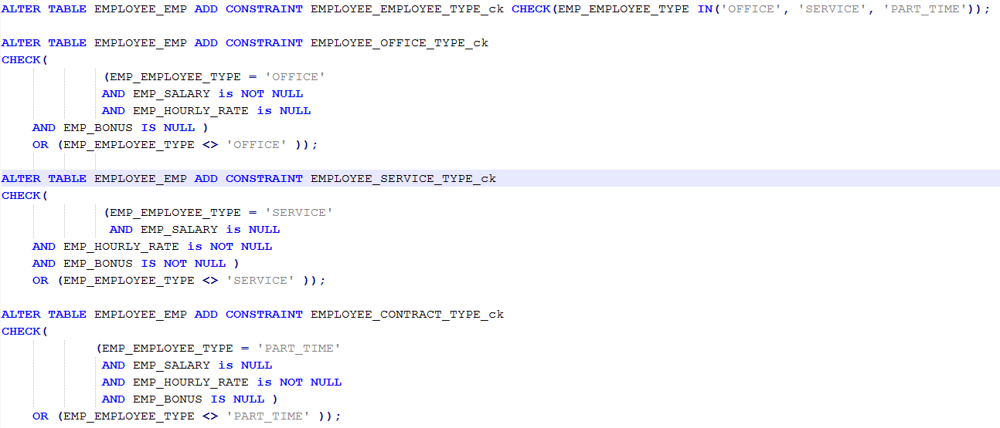 ALTER TABLE EMPLOYEE_EMP ADD CONSTRAINT EMPLOYEE_EMPLOYEE_TYPE_ck CHECK(EMP_EMPLOYEE_TYPE IN('OFFICE', 'SERVICE', 'PART_TIME'));
ALTER TABLE EMPLOYEE_EMP ADD CONSTRAINT EMPLOYEE_OFFICE_TYPE_ck
CHECK(
(EMP_EMPLOYEE_TYPE = 'OFFICE'
AND EMP_SALARY is NOT NULL
AND EMP_HOURLY_RATE is NULL
AND EMP_BONUS IS NULL )
OR (EMP_EMPLOYEE_TYPE <> 'OFFICE' ));
ALTER TABLE EMPLOYEE_EMP ADD CONSTRAINT EMPLOYEE_SERVICE_TYPE_ck
CHECK(
(EMP_EMPLOYEE_TYPE = 'SERVICE'
AND EMP_SALARY is NULL
AND EMP_HOURLY_RATE is NOT NULL
AND EMP_BONUS IS NOT NULL )
OR (EMP_EMPLOYEE_TYPE <> 'SERVICE' ));
ALTER TABLE EMPLOYEE_EMP ADD CONSTRAINT EMPLOYEE_CONTRACT_TYPE_ck
CHECK(
(EMP_EMPLOYEE_TYPE = 'PART_TIME'
AND EMP_SALARY is NULL
AND EMP_HOURLY_RATE is NOT NULL
AND EMP_BONUS IS NULL )
OR (EMP_EMPLOYEE_TYPE <> 'PART_TIME' ));